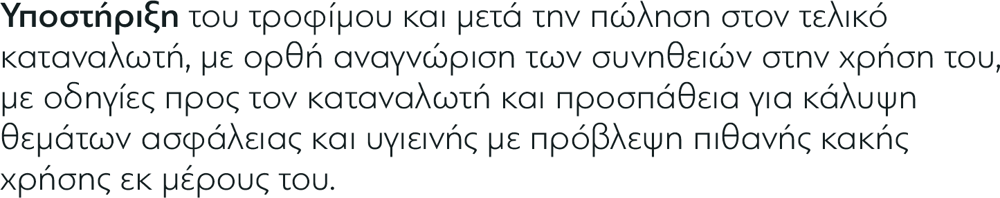 Υποστήριξη του τροφίμου και μετά την πώληση στον τελικό
καταναλωτή, με ορθή αναγνώριση των συνηθειών στην χρήση του,
με οδηγίες προς τον καταναλωτή και προσπάθεια για κάλυψη
θεμάτων ασφάλειας και υγιεινής με πρόβλεψη πιθανής κακής
χρήσης εκ μέρους του.